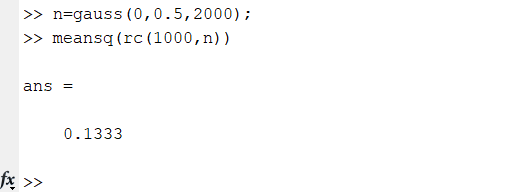 >> n=gauss(0,0.5,2000);
>> meansq(rc(1000,n))
ans =
0.1333
fx >>